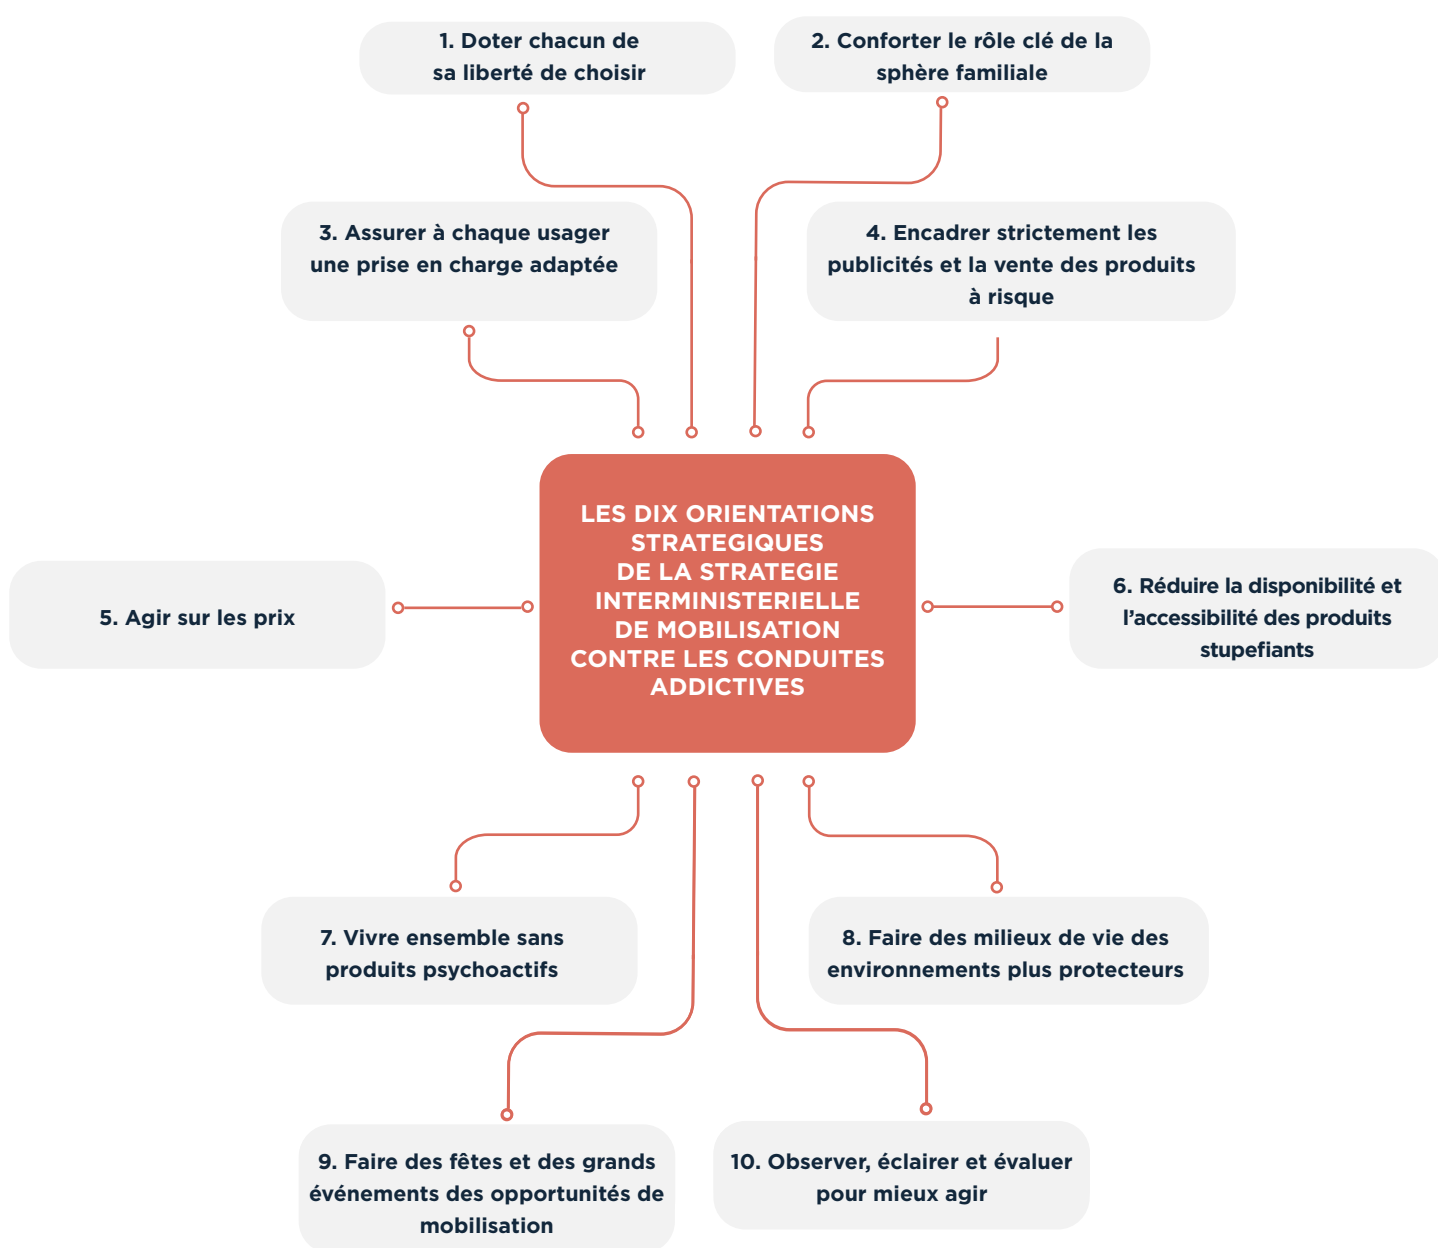 1. Doter chacun de
sa liberté de choisir
2. Conforter le rôle clé de la
sphère familiale
3. Assurer à chaque usager
une prise en charge adaptée
4. Encadrer strictement les
publicités et la vente des produits
à risque
LES DIX ORIENTATIONS
STRATEGIQUES
DE LA STRATEGIE
INTERMINISTERIELLE
DE MOBILISATION
CONTRE LES CONDUITES
ADDICTIVES
5. Agir sur les prix
6. Réduire la disponibilité et
l’accessibilité des produits
stupefiants
7. Vivre ensemble sans
produits psychoactifs
8. Faire des milieux de vie des
environnements plus protecteurs
9. Faire des fêtes et des grands
événements des opportunités de
mobilisation
10. Observer, éclairer et évaluer
pour mieux agir